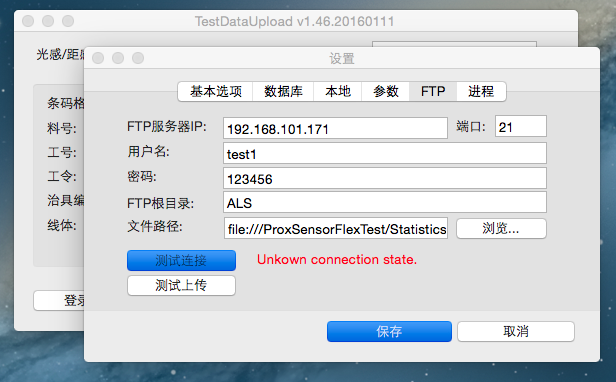 TestDataUpload v1.46.20160111
光感/距
设置
基本选项 数据库 本地 参数 FTP 进程
条码格
料号:
工号:
工令:
治具编
线体:
登录
FTP服务器IP: 192.168.101.171 端口: 21
用户名: test1
密码: 123456
FTP根目录: ALS
文件路径: file:///ProxSensorFlexTest/Statistics 浏览...
测试连接 Unkown connection state.
测试上传
保存 取消